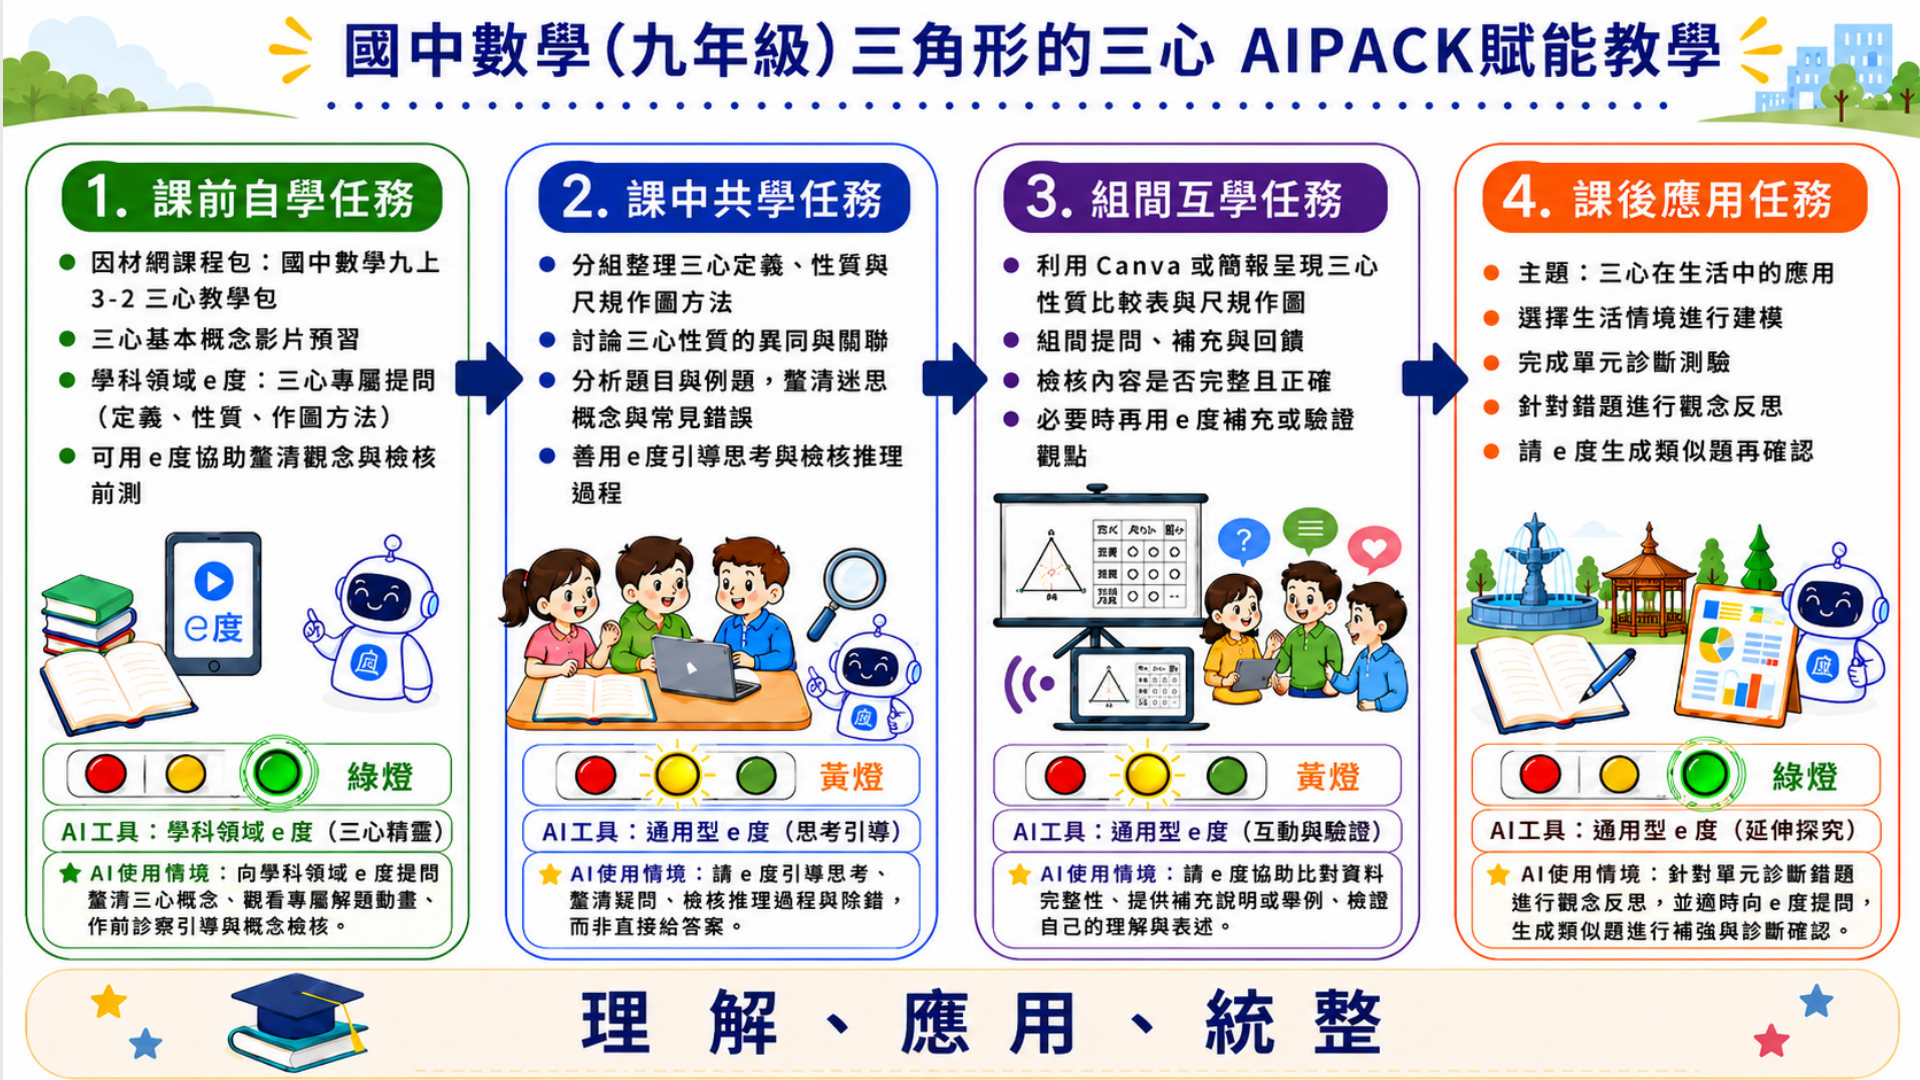 國中數學(九年級)三角形的三心 AIPACK賦能教學
1. 課前自學任務
因材網課程包：國中數學九上
3-2 三心教學包
三心基本概念影片預習
學科領域 e 度：三心專屬提問
（定義、性質、作圖方法）
可用 e 度協助釐清觀念與檢核
前測
e度
度
綠燈
AI工具：學科領域 e 度（三心精靈）
AI使用情境：向學科領域 e 度提問
釐清三心概念、觀看專屬解題動畫、
作前診察引導與概念檢核。
2. 課中共學任務
分組整理三心定義、性質與
尺規作圖方法
討論三心性質的異同與關聯
分析題目與例題，釐清迷思
概念與常見錯誤
善用 e 度引導思考與檢核推理
過程
度
黃燈
AI工具：通用型 e 度（思考引導）
AI使用情境：請 e 度引導思考、
釐清疑問、檢核推理過程與除錯，
而非直接給答案。
3. 組間互學任務
利用 Canva 或簡報呈現三心
性質比較表與尺規作圖
組間提問、補充與回饋
檢核內容是否完整且正確
必要時再用 e 度補充或驗證
觀點
?
黃燈
AI工具：通用型 e 度（互動與驗證）
AI使用情境：請 e 度協助比對資料
完整性、提供補充說明或舉例、檢證
自己的理解與表述。
4. 課後應用任務
主題：三心在生活中的應用
選擇生活情境進行建模
完成單元診斷測驗
針對錯題進行觀念反思
請 e 度生成類似題再確認
度
綠燈
AI工具：通用型 e 度（延伸探究）
AI使用情境：針對單元診斷錯題
進行觀念反思，並適時向 e 度提問，
生成類似題進行補強與診斷確認。
理解、應用、統整